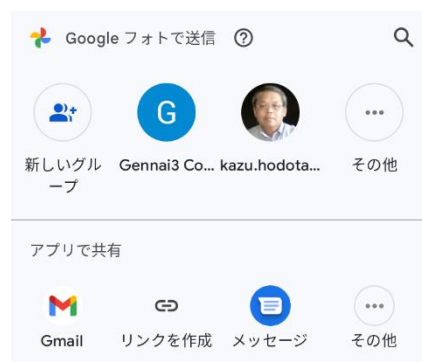 Google フォトで送信
G
新しいグル
ープ
Gennai3 Co...
kazu.hodota...
その他
アプリで共有
Gmail
リンクを作成
メッセージ
その他